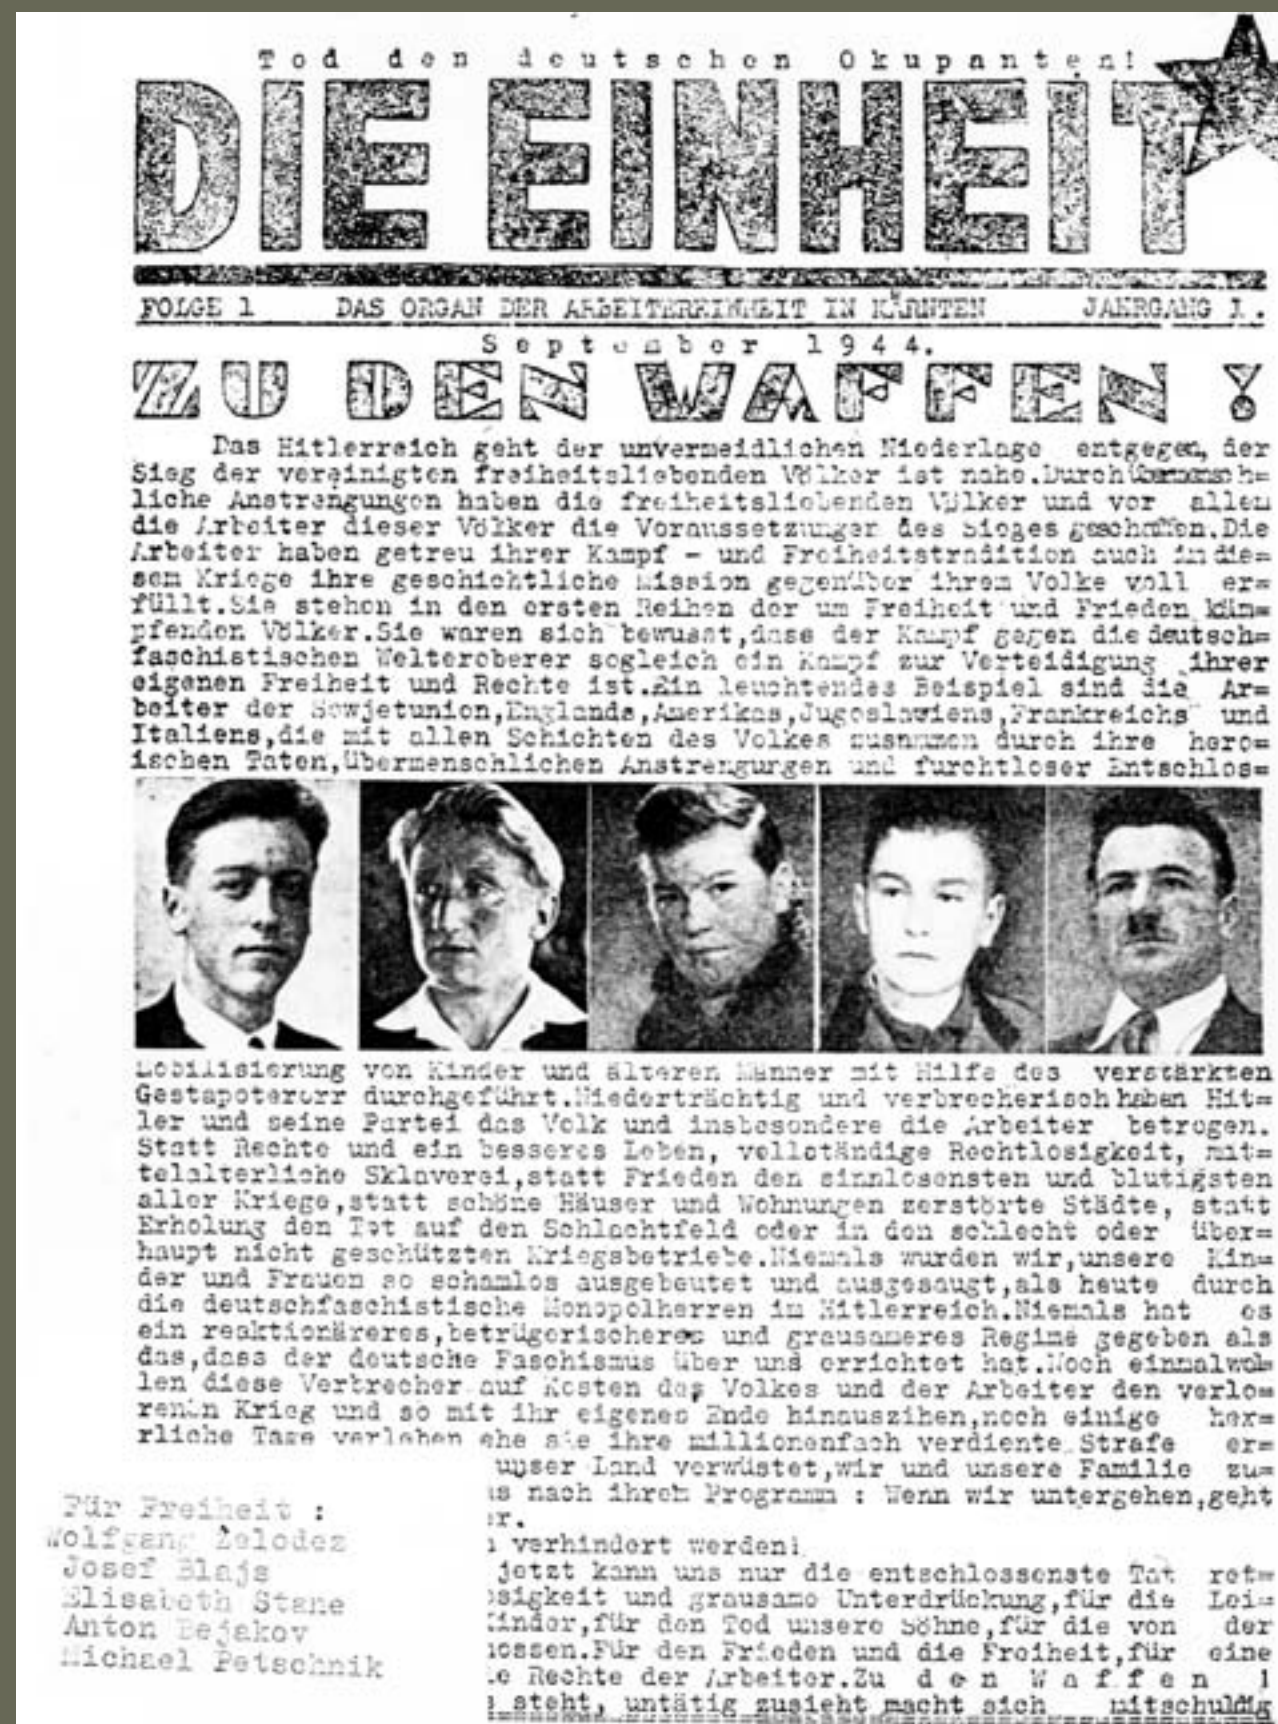 Tod den deutschen Okupanten!
DIE EINHEIT
FOLGE 1 DAS ORGAN DER ARBEITEREINHEIT IN KÄRNTEN JAHRGANG 1.
September 1944.
ZU DEN WAFFEN !
Das Hitlerreich geht der unvermeidlichen Niederlage entgegen, der
Sieg der vereinigten freiheitsliebenden Völker ist nahe.Durch übermensch=
liche Anstrengungen haben die freiheitsliebenden Völker und vor allem
die Arbeiter dieser Völker die Voraussetzungen des Sieges geschaffen.Die
Arbeiter haben getreu ihrer Kampf - und Freiheitstradition auch in die=
sem Kriege ihre geschichtliche Mission gegenüber ihrem Volke voll er=
füllt.Sie stehen in den ersten Reihen der um Freiheit und Frieden käm=
pfenden Völker.Sie waren sich bewusst,dass der Kampf gegen die deutsch=
faschistischen Welteroberer sogleich ein Kampf zur Verteidigung ihrer
eigenen Freiheit und Rechte ist.Ein leuchtendes Beispiel sind die Ar=
beiter der Sowjetunion,Englands,Amerikas,Jugoslawiens,Frankreichs und
Italiens,die mit allen Schichten des Volkes zusammen durch ihre hero=
ischen Taten,übermenschlichen Anstrengungen und furchtloser Entschlos=
Mobilisierung von Kinder und älteren Männer mit Hilfe des verstärkten
Gestapoterorr durchgeführt.Niederträchtig und verbrecherisch haben Hit=
ler und seine Partei das Volk und insbesondere die Arbeiter betrogen.
Statt Rechte und ein besseres Leben, vollständige Rechtlosigkeit, mit=
telalterliche Sklaverei,statt Frieden den sinnlosensten und blutigsten
aller Kriege,statt schöne Häuser und Wohnungen zerstörte Städte, statt
Erholung den Tot auf den Schlachtfeld oder in den schlecht oder über=
haupt nicht geschützten Kriegsbetriebe.Niemals wurden wir,unsere Kin=
der und Frauen so schamlos ausgebeutet und ausgesaugt,als heute durch
die deutschfaschistische Monopolherren im Hitlerreich.Niemals hat es
ein reaktionäreres,betrügerischeres und grausameres Regime gegeben als
das,dass der deutsche Faschismus über uns errichtet hat.Noch einmal wol=
len diese Verbrecher auf Kosten des Volkes und der Arbeiter den verlo=
renen Krieg und so mit ihr eigenes Ende hinauszihen,noch einige her=
rliche Tage verleben ehe sie ihre millionenfach verdiente Strafe er=
unser Land verwüstet,wir und unsere Familie zu=
s nach ihrem Programm : Wenn wir untergehen,geht
r.
verhindert werden!
jetzt kann uns nur die entschlossenste Tat ret=
sigkeit und grausame Unterdrückung,für die Lei=
Kinder,für den Tod unsere Söhne,für die von der
ossen.Für den Frieden und die Freiheit,für eine
e Rechte der Arbeiter.Zu d e n W a f f e n !
steht, untätig zusieht macht sich mitschuldig
Für Freiheit :
Wolfgang Želodez
Josef Blajs
Elisabeth Stane
Anton Bejakov
Michael Petschnik